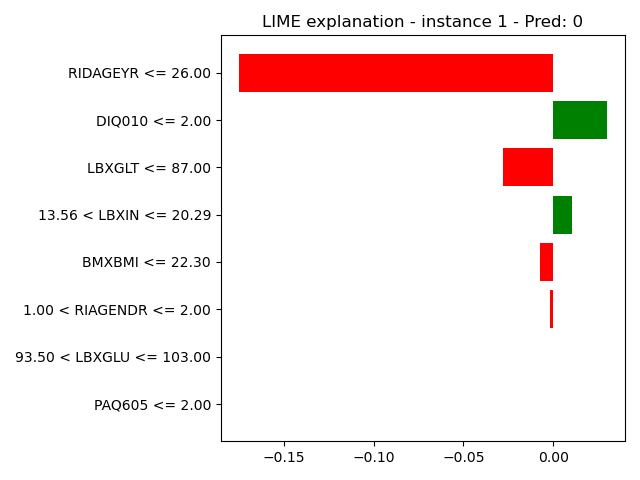 LIME explanation - instance 1 - Pred: 0
RIDAGEYR <= 26.00
DIQ010 <= 2.00
LBXGLT <= 87.00
13.56 < LBXIN <= 20.29
BMXBMI <= 22.30
1.00 < RIAGENDR <= 2.00
93.50 < LBXGLU <= 103.00
PAQ605 <= 2.00
−0.15 −0.10 −0.05 0.00